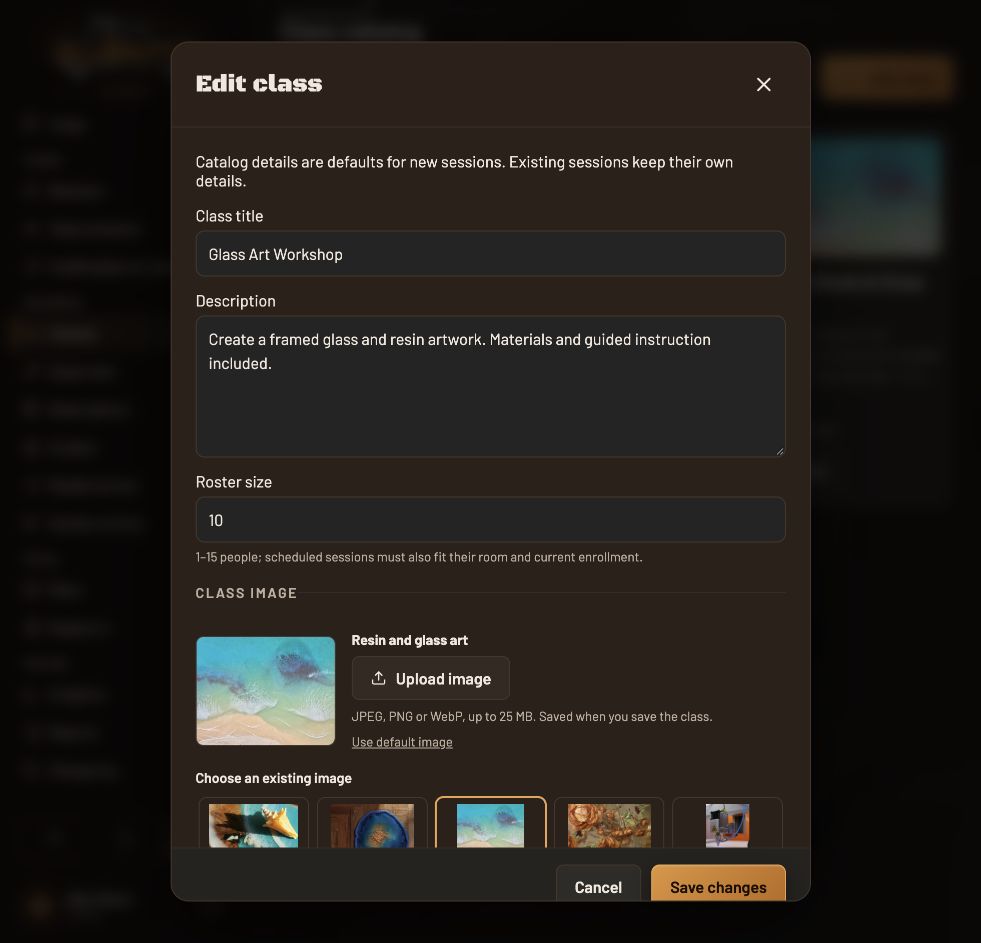 Edit class
Catalog details are defaults for new sessions. Existing sessions keep their own
details.
Class title
Glass Art Workshop
Description
Create a framed glass and resin artwork. Materials and guided instruction
included.
Roster size
10
1–15 people; scheduled sessions must also fit their room and current enrollment.
CLASS IMAGE
Resin and glass art
Upload image
JPEG, PNG or WebP, up to 25 MB. Saved when you save the class.
Use default image
Choose an existing image
Cancel
Save changes